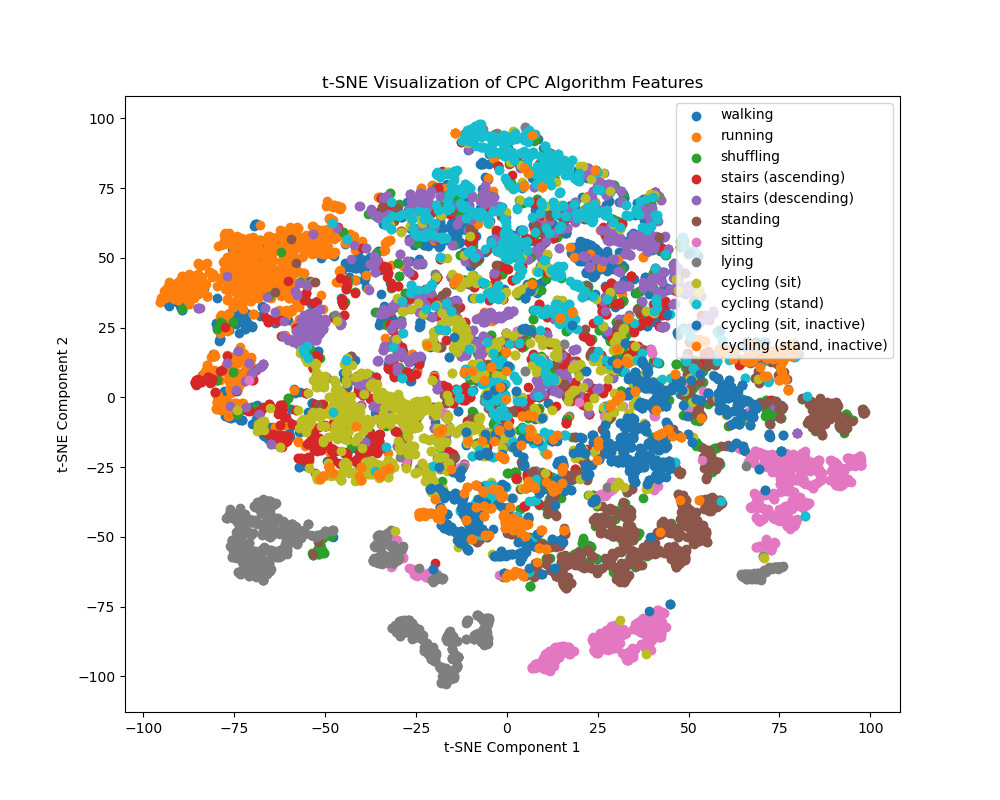 t-SNE Visualization of CPC Algorithm Features
100
75
50
25
0
−25
−50
−75
−100
t-SNE Component 2
walking
running
shuffling
stairs (ascending)
stairs (descending)
standing
sitting
lying
cycling (sit)
cycling (stand)
cycling (sit, inactive)
cycling (stand, inactive)
−100 −75 −50 −25 0 25 50 75 100
t-SNE Component 1